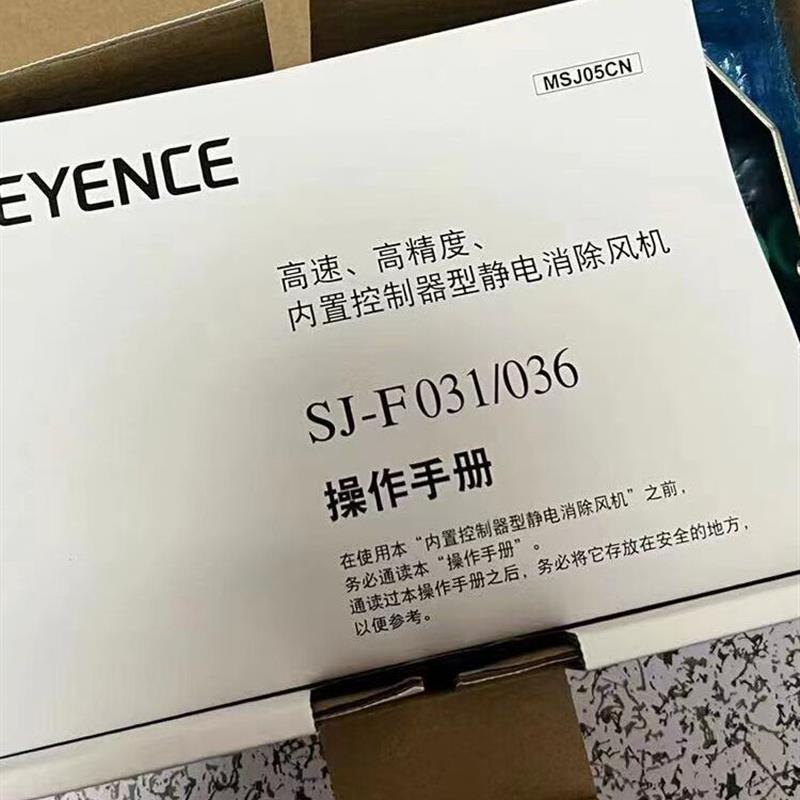 MSJ05CN
EYENCE
高速、高精度、
内置控制器型静电消除风机
SJ-F031/036
操作手册
在使用本“内置控制器型静电消除风机”之前，
务必通读本“操作手册”。
通读过本操作手册之后，务必将它存放在安全的地方，
以便参考。